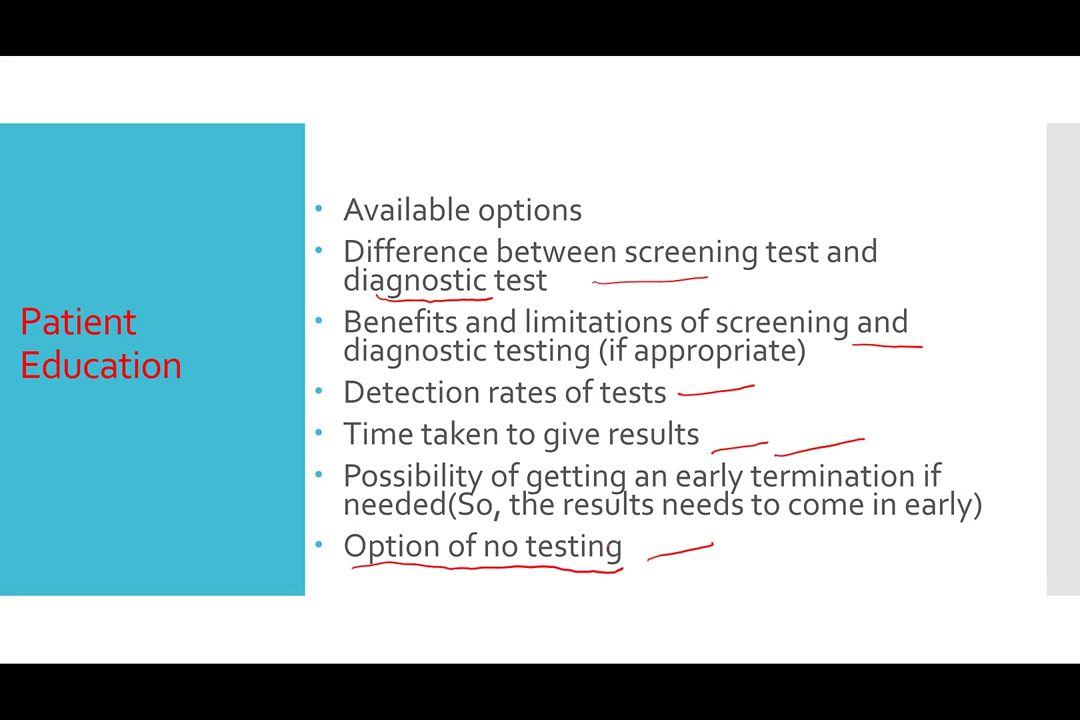 Patient
Education
• Available options
• Difference between screening test and
diagnostic test
• Benefits and limitations of screening and
diagnostic testing (if appropriate)
• Detection rates of tests
• Time taken to give results
• Possibility of getting an early termination if
needed(So, the results needs to come in early)
• Option of no testing